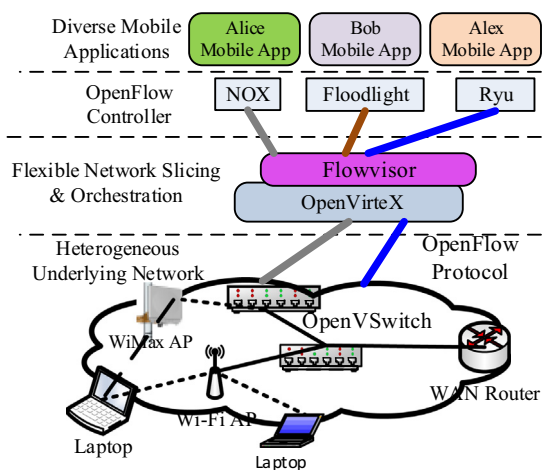 Diverse Mobile
Applications
Alice
Mobile App
Bob
Mobile App
Alex
Mobile App
OpenFlow
Controller
NOX
Floodlight
Ryu
Flexible Network Slicing
& Orchestration
Flowvisor
OpenVirteX
Heterogeneous
Underlying Network
OpenFlow
Protocol
OpenVSwitch
WiMax AP
WAN Router
Wi-Fi AP
Laptop
Laptop